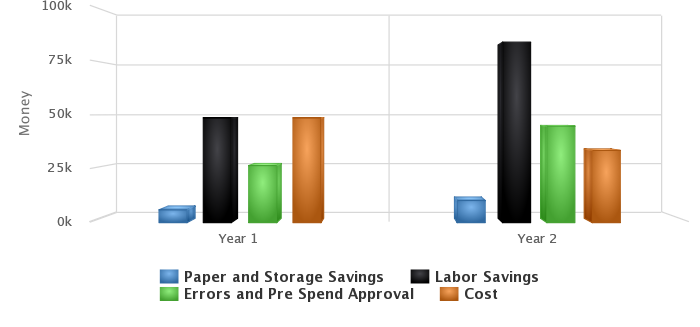 100k
75k
50k
25k
0k
Money
Year 1
Year 2
Paper and Storage Savings
Labor Savings
Errors and Pre Spend Approval
Cost